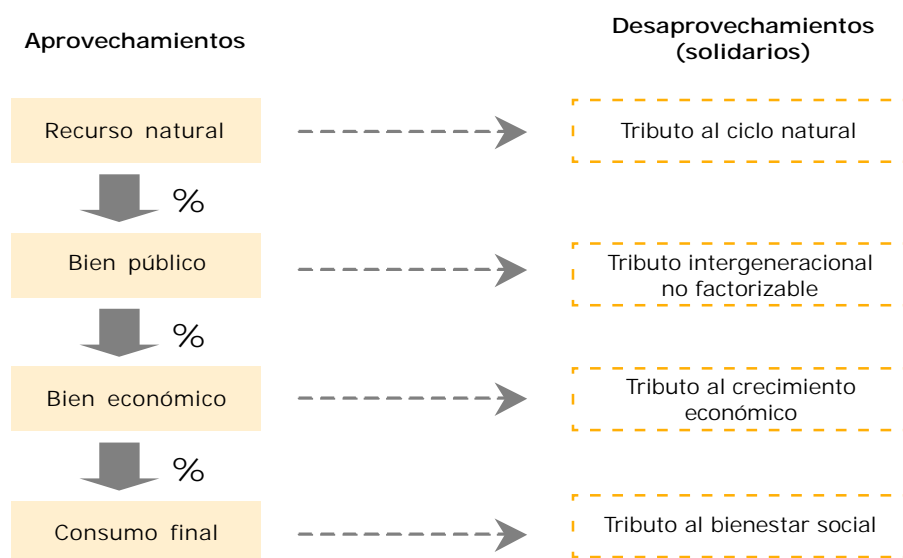 Aprovechamientos
Desaprovechamientos
(solidarios)
Recurso natural
Tributo al ciclo natural
%
Bien público
Tributo intergeneracional
no factorizable
%
Bien económico
Tributo al crecimiento
económico
%
Consumo final
Tributo al bienestar social